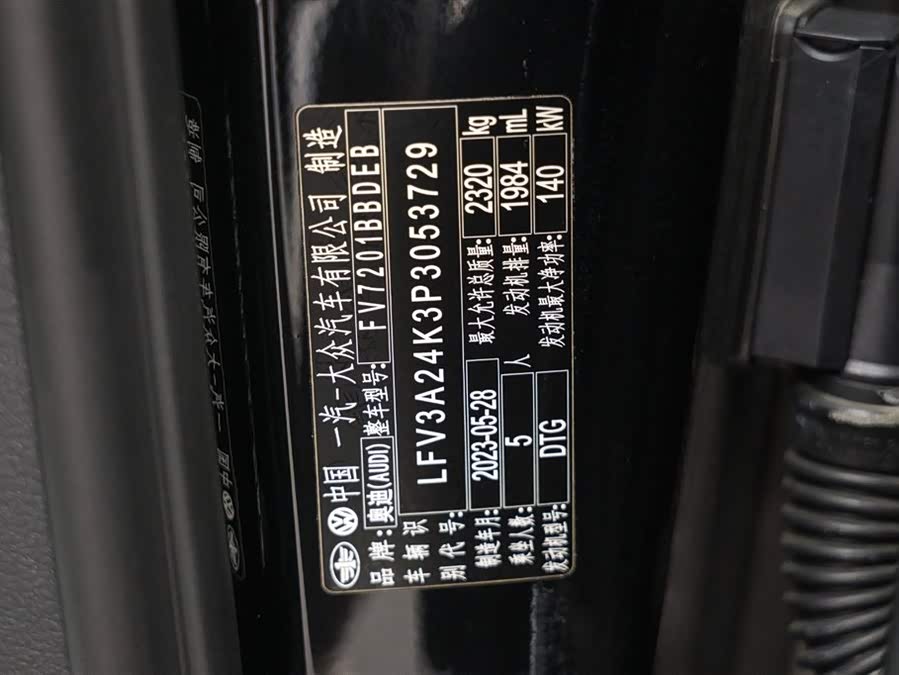 中国 一汽-大众汽车有限公司 制造
品牌: 奥迪(AUDI) 整车型号: FV7201BBDEB
车辆识别代号: LFV3A24K3P3053729
制造年月: 2023-05-28 最大允许总质量: 2320 kg
乘坐人数: 5 人 发动机排量: 1984 mL
发动机型号: DTG 发动机最大净功率: 140 kW